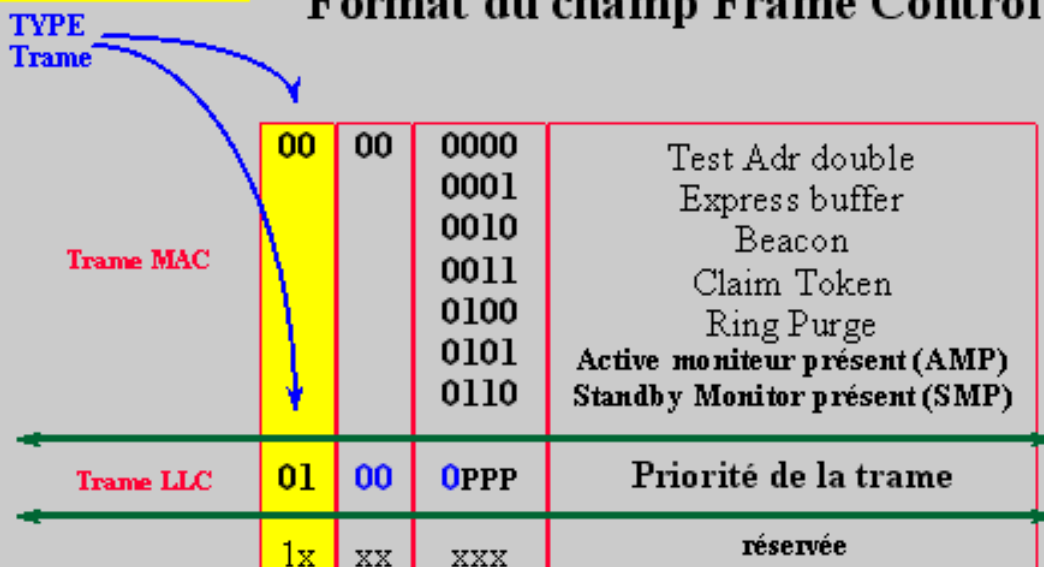 Format du champ Frame Control
TYPE
Trame
00 00 0000 Test Adr double
0001 Express buffer
0010 Beacon
Trame MAC
0011 Claim Token
0100 Ring Purge
0101 Active moniteur présent (AMP)
0110 Standby Monitor présent (SMP)
Trame LLC 01 00 0PPP Priorité de la trame
1x xx xxx réservée